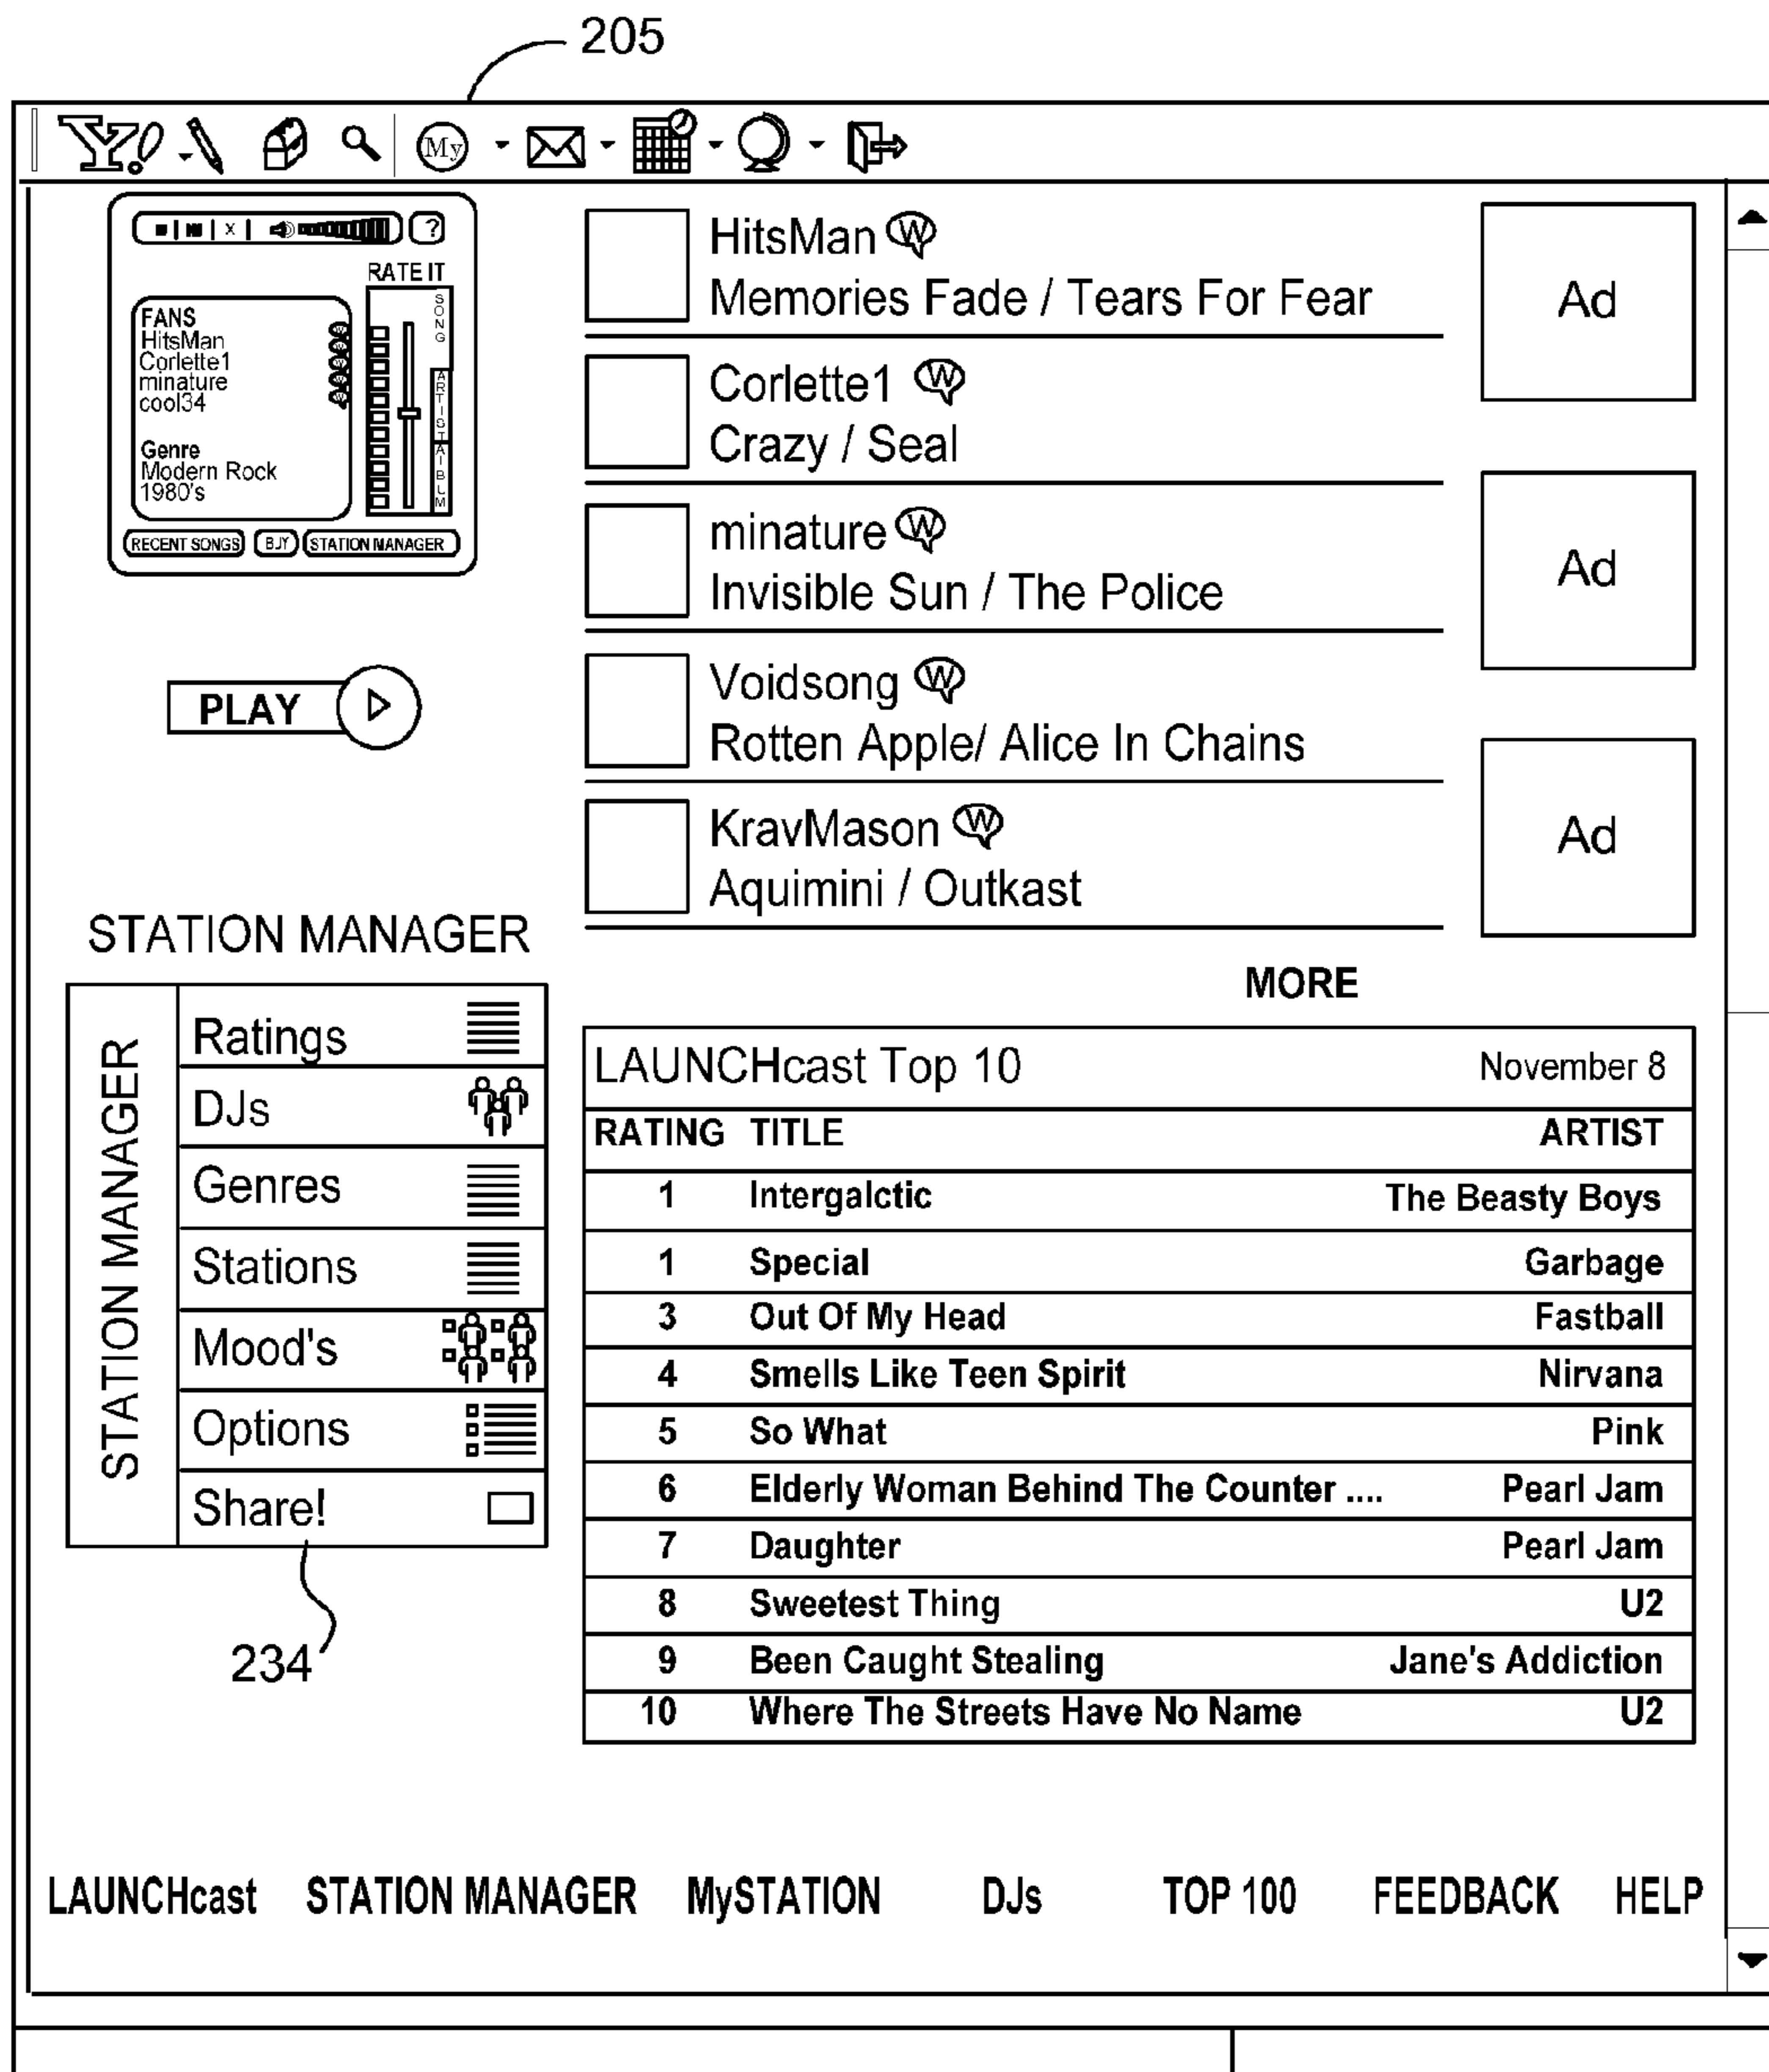 205
Y!
My
?
RATE IT
SONG
ARTIST
AlBLM
FANS
HitsMan
Corlette1
minature
cool34
Genre
Modern Rock
1980's
RECENT SONGS
BJY
STATION MANAGER
PLAY
HitsMan W
Memories Fade / Tears For Fear
Corlette1 W
Crazy / Seal
minature W
Invisible Sun / The Police
Voidsong W
Rotten Apple/ Alice In Chains
KravMason W
Aquimini / Outkast
Ad
Ad
Ad
MORE
STATION MANAGER
STATION MANAGER
Ratings
DJs
Genres
Stations
Mood's
Options
Share!
234
LAUNCHcast Top 10 November 8
RATING TITLE ARTIST
1 Intergalctic The Beasty Boys
1 Special Garbage
3 Out Of My Head Fastball
4 Smells Like Teen Spirit Nirvana
5 So What Pink
6 Elderly Woman Behind The Counter .... Pearl Jam
7 Daughter Pearl Jam
8 Sweetest Thing U2
9 Been Caught Stealing Jane's Addiction
10 Where The Streets Have No Name U2
LAUNCHcast STATION MANAGER MySTATION DJs TOP 100 FEEDBACK HELP